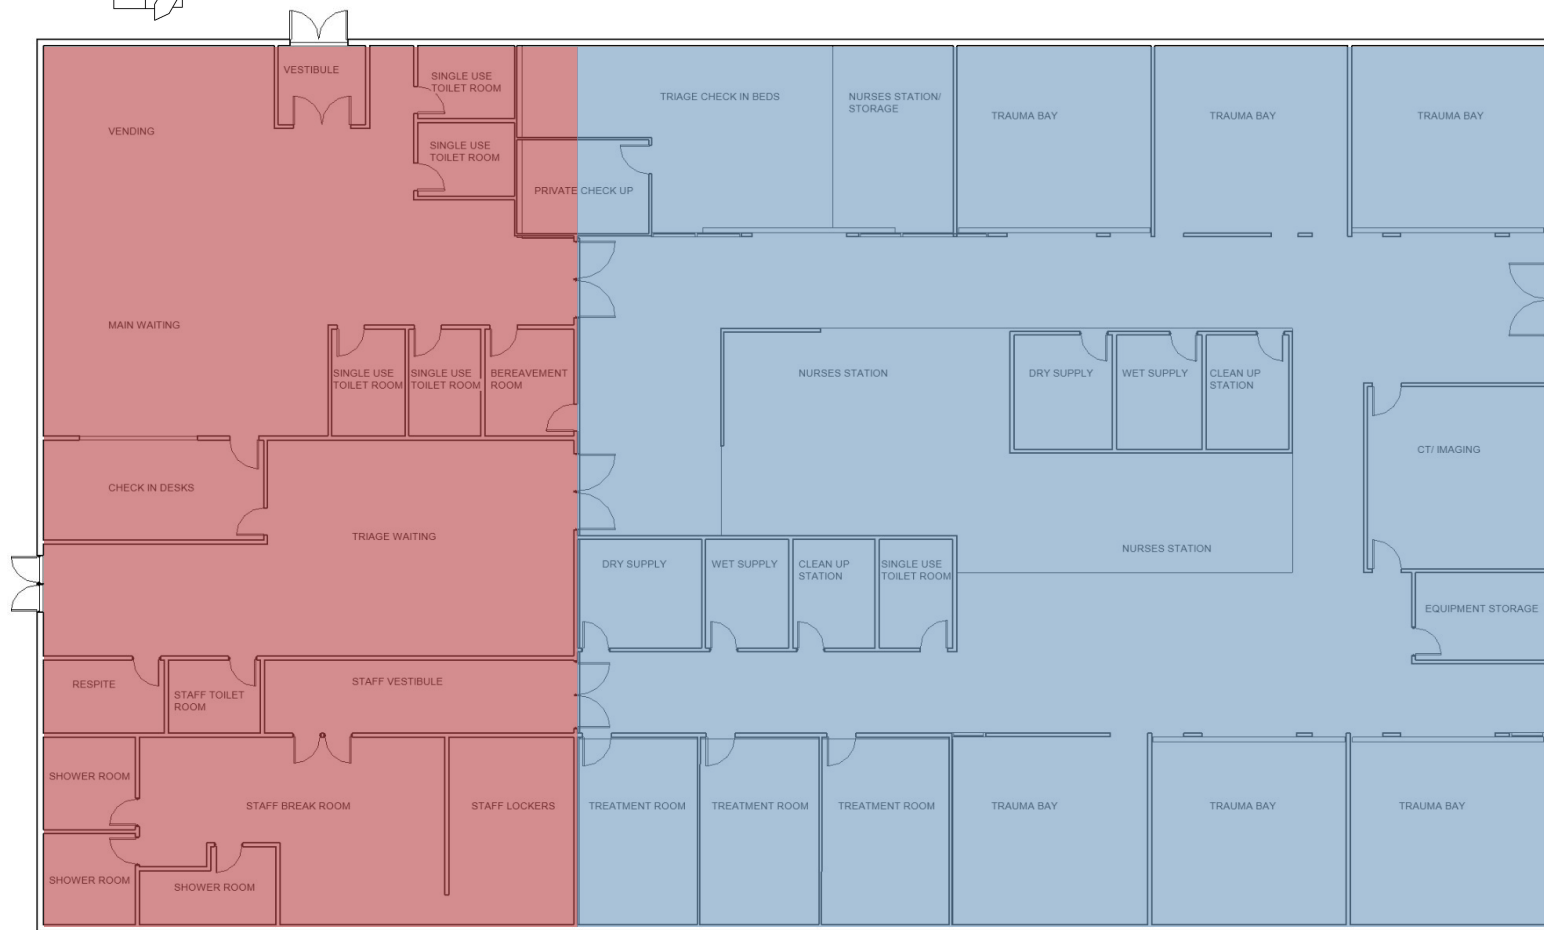 VESTIBULE
SINGLE USE
TOILET ROOM
TRIAGE CHECK IN BEDS
NURSES STATION/
STORAGE
TRAUMA BAY
TRAUMA BAY
TRAUMA BAY
VENDING
SINGLE USE
TOILET ROOM
PRIVATE CHECK UP
MAIN WAITING
SINGLE USE
TOILET ROOM
SINGLE USE
TOILET ROOM
BEREAVEMENT
ROOM
NURSES STATION
DRY SUPPLY
WET SUPPLY
CLEAN UP
STATION
CT/ IMAGING
CHECK IN DESKS
TRIAGE WAITING
NURSES STATION
DRY SUPPLY
WET SUPPLY
CLEAN UP
STATION
SINGLE USE
TOILET ROOM
EQUIPMENT STORAGE
RESPITE
STAFF TOILET
ROOM
STAFF VESTIBULE
SHOWER ROOM
STAFF BREAK ROOM
STAFF LOCKERS
TREATMENT ROOM
TREATMENT ROOM
TREATMENT ROOM
TRAUMA BAY
TRAUMA BAY
TRAUMA BAY
SHOWER ROOM
SHOWER ROOM